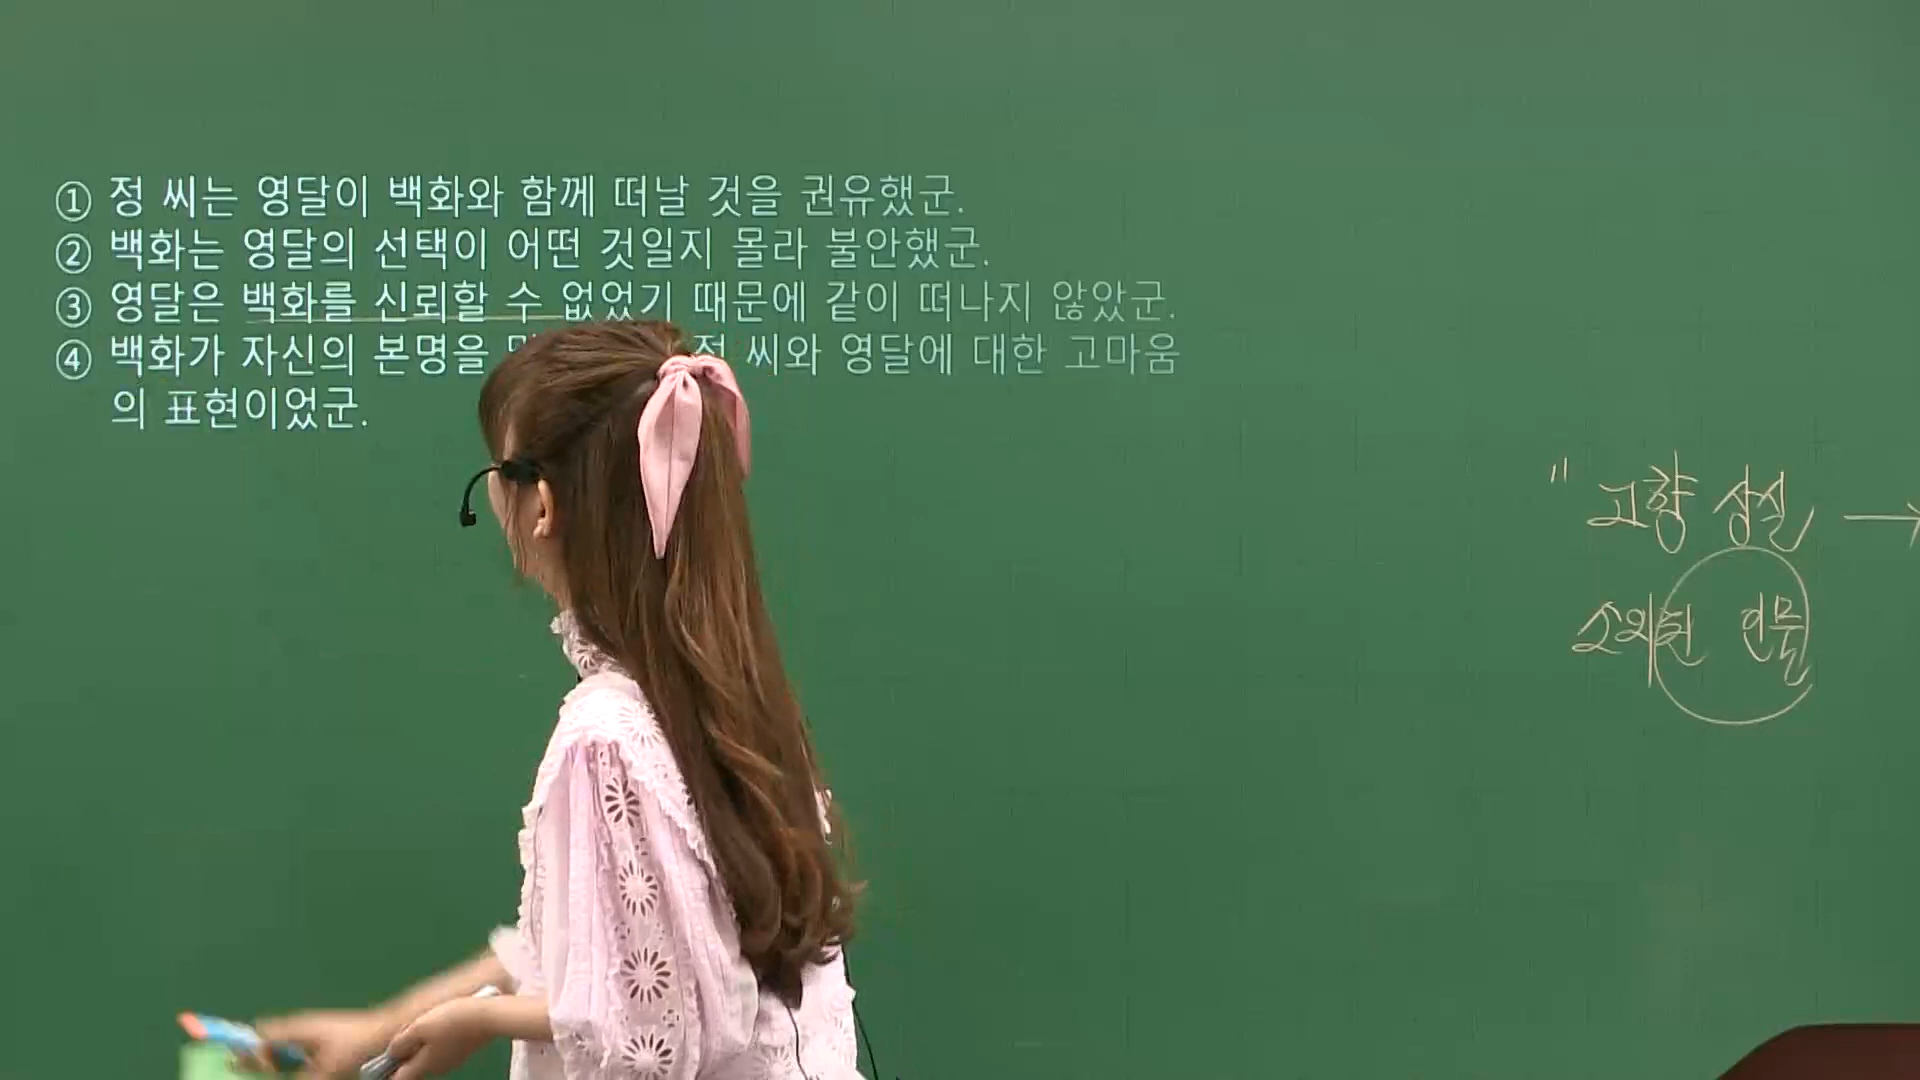 ① 정 씨는 영달이 백화와 함께 떠날 것을 권유했군.
② 백화는 영달의 선택이 어떤 것일지 몰라 불안했군.
③ 영달은 백화를 신뢰할 수 없었기 때문에 같이 떠나지 않았군.
④ 백화가 자신의 본명을 씨와 영달에 대한 고마움
의 표현이었군.
" 고향 상실 →
소외된 인물